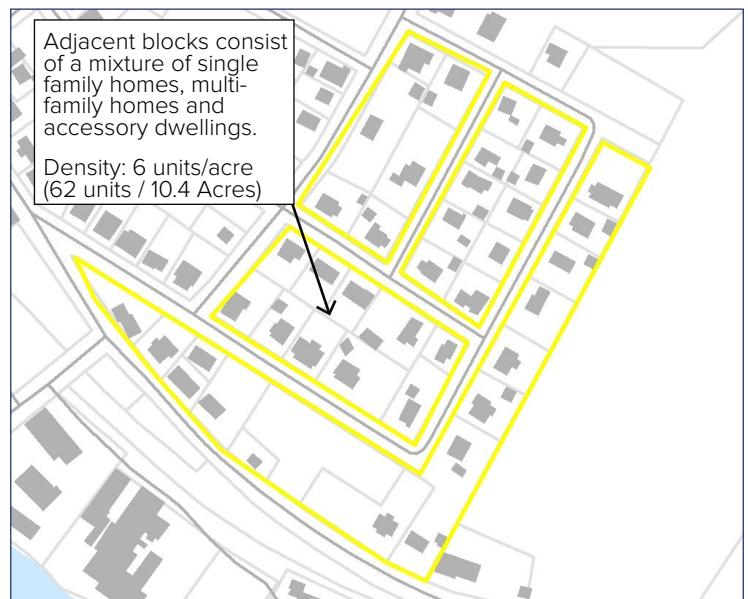 Adjacent blocks consist
of a mixture of single
family homes, multi-
family homes and
accessory dwellings.
Density: 6 units/acre
(62 units / 10.4 Acres)